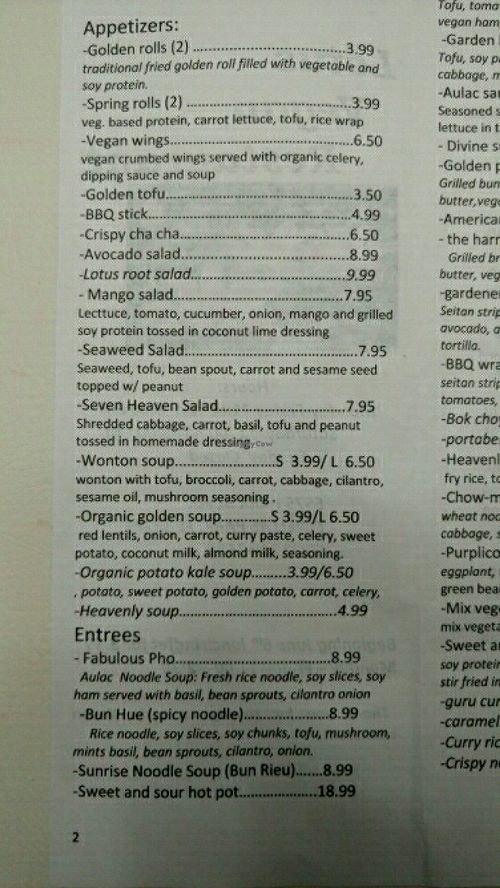 Appetizers:
-Golden rolls (2) ................................3.99
traditional fried golden roll filled with vegetable and
soy protein.
-Spring rolls (2) ...................................3.99
veg. based protein, carrot lettuce, tofu, rice wrap
-Vegan wings.......................................6.50
vegan crumbed wings served with organic celery,
dipping sauce and soup
-Golden tofu........................................3.50
-BBQ stick...........................................4.99
-Crispy cha cha....................................6.50
-Avocado salad....................................8.99
-Lotus root salad.................................9.99
- Mango salad....................................7.95
Lecttuce, tomato, cucumber, onion, mango and grilled
soy protein tossed in coconut lime dressing
-Seaweed Salad.....................................7.95
Seaweed, tofu, bean spout, carrot and sesame seed
topped w/ peanut
-Seven Heaven Salad...........................7.95
Shredded cabbage, carrot, basil, tofu and peanut
tossed in homemade dressing
-Wonton soup.....................S 3.99/ L 6.50
wonton with tofu, broccoli, carrot, cabbage, cilantro,
sesame oil, mushroom seasoning .
-Organic golden soup............S 3.99/L 6.50
red lentils, onion, carrot, curry paste, celery, sweet
potato, coconut milk, almond milk, seasoning.
-Organic potato kale soup........3.99/6.50
, potato, sweet potato, golden potato, carrot, celery,
-Heavenly soup...................................4.99
Entrees
- Fabulous Pho..................................8.99
Aulac Noodle Soup: Fresh rice noodle, soy slices, soy
ham served with basil, bean sprouts, cilantro onion
-Bun Hue (spicy noodle)..................8.99
Rice noodle, soy slices, soy chunks, tofu, mushroom,
mints basil, bean sprouts, cilantro, onion.
-Sunrise Noodle Soup (Bun Rieu).......8.99
-Sweet and sour hot pot.................18.99
2
Tofu, toma
vegan ham
-Garden
Tofu, soy p
cabbage, m
-Aulac sa
Seasoned s
lettuce in t
- Divine s
-Golden p
Grilled bun
butter,veg
-America
- the harr
Grilled br
butter, veg
-gardene
Seitan strip
avocado, a
tortilla.
-BBQ wra
seitan strip
tomatoes,
-Bok choy
-portabe
-Heavenl
fry rice, to
-Chow-m
wheat noo
cabbage, s
-Purplico
eggplant,
green bea
-Mix veg
mix vegeta
-Sweet a
soy protein
stir fried in
-guru cur
-caramel
-Curry ric
-Crispy n